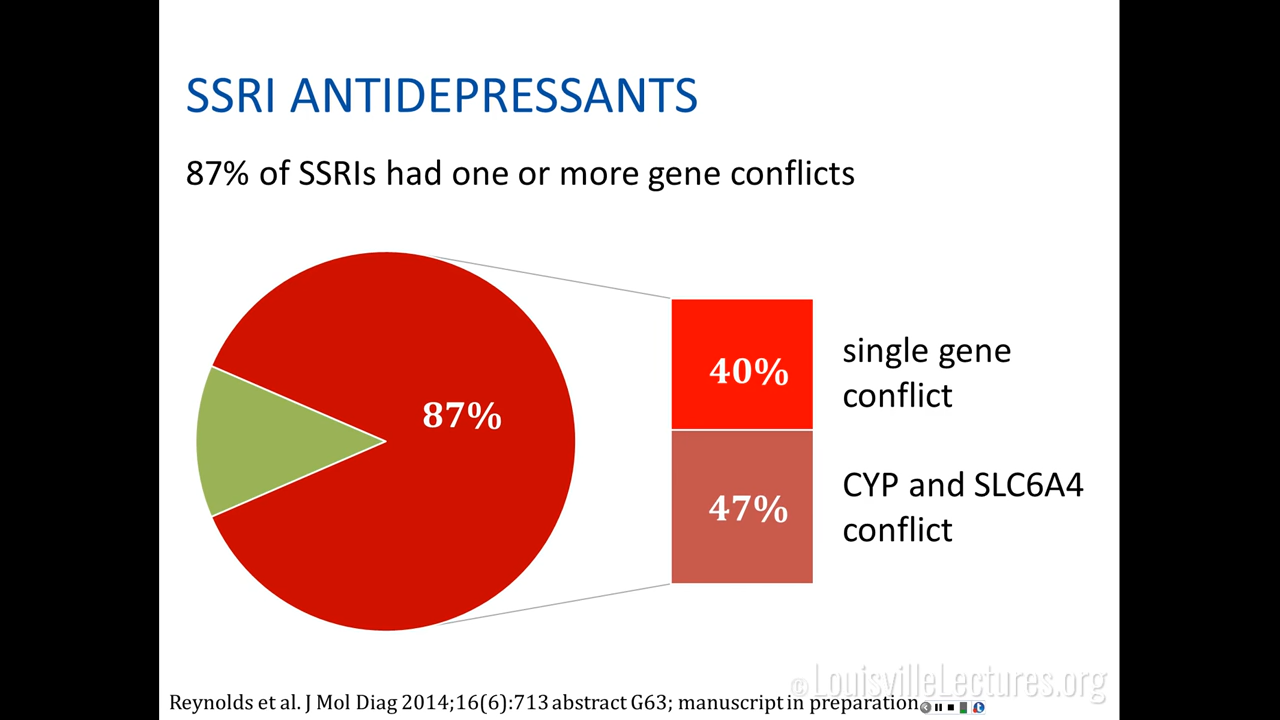 SSRI ANTIDEPRESSANTS
87% of SSRIs had one or more gene conflicts
87%
40%
single gene
conflict
47%
CYP and SLC6A4
conflict
©LouisvilleLectures.org
Reynolds et al. J Mol Diag 2014;16(6):713 abstract G63; manuscript in preparation